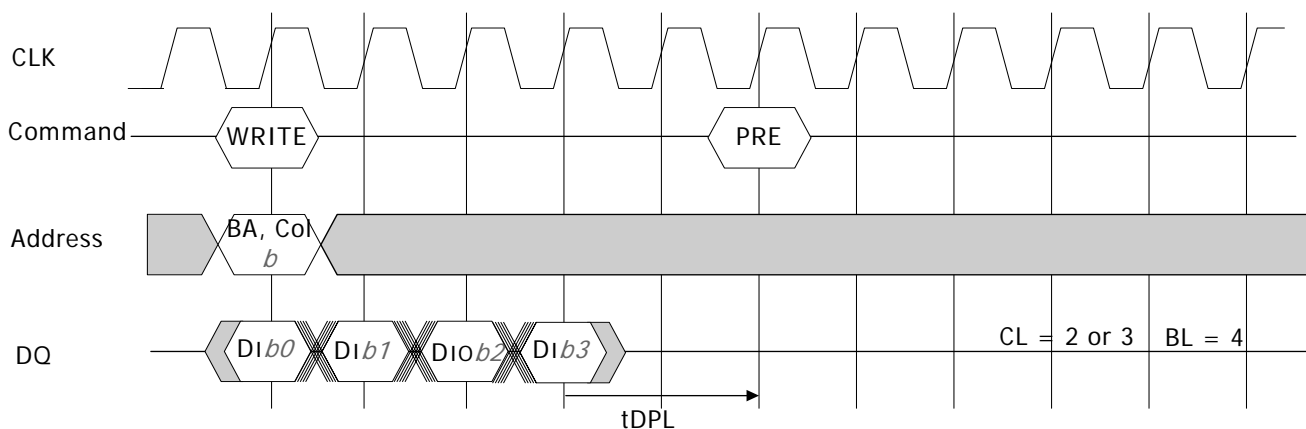 CLK
Command WRITE PRE
Address BA, Col
b
DQ DIb0 DIb1 DIOb2 DIb3 CL = 2 or 3 BL = 4
tDPL